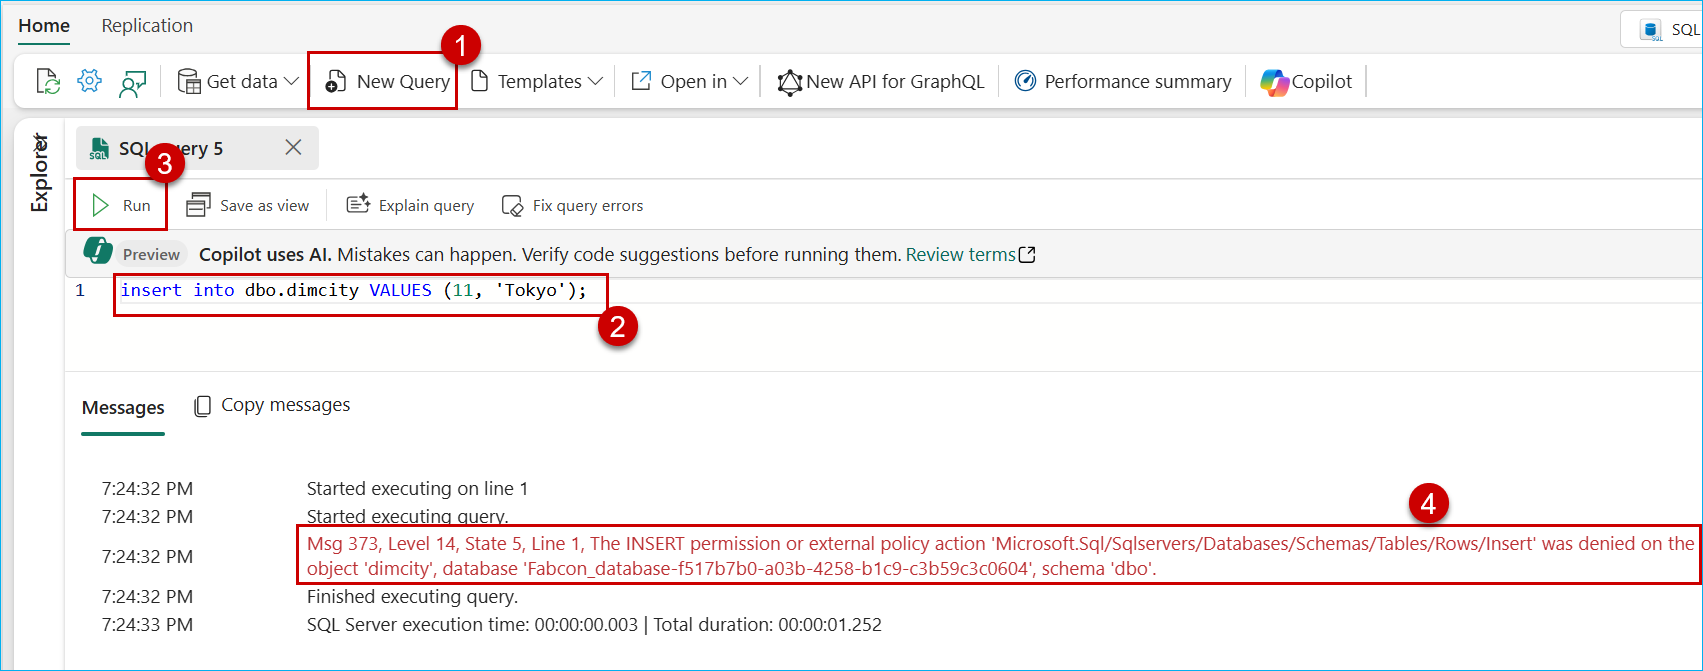 Home Replication
SQL
1
Get data New Query Templates Open in New API for GraphQL Performance summary Copilot
Explorer
SQL query 5
3
Run Save as view Explain query Fix query errors
Preview Copilot uses AI. Mistakes can happen. Verify code suggestions before running them. Review terms
1 insert into dbo.dimcity VALUES (11, 'Tokyo');
2
Messages Copy messages
7:24:32 PM Started executing on line 1
7:24:32 PM Started executing query.
4
7:24:32 PM Msg 373, Level 14, State 5, Line 1, The INSERT permission or external policy action 'Microsoft.Sql/Sqlservers/Databases/Schemas/Tables/Rows/Insert' was denied on the
object 'dimcity', database 'Fabcon_database-f517b7b0-a03b-4258-b1c9-c3b59c3c0604', schema 'dbo'.
7:24:32 PM Finished executing query.
7:24:33 PM SQL Server execution time: 00:00:00.003 | Total duration: 00:00:01.252